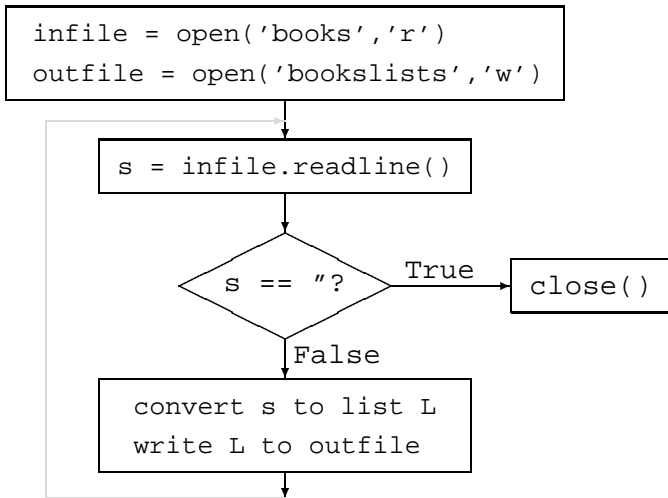 infile = open('books','r')
outfile = open('bookslists','w')
s = infile.readline()
s == ''?
True
close()
False
convert s to list L
write L to outfile